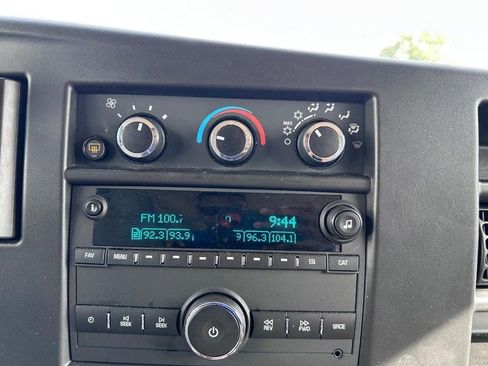 MAX
FM 100.7 9:44
92.3 93.9 96.3 104.1
FAV MENU EQ CAT
SEEK SEEK REV FWD SRCE